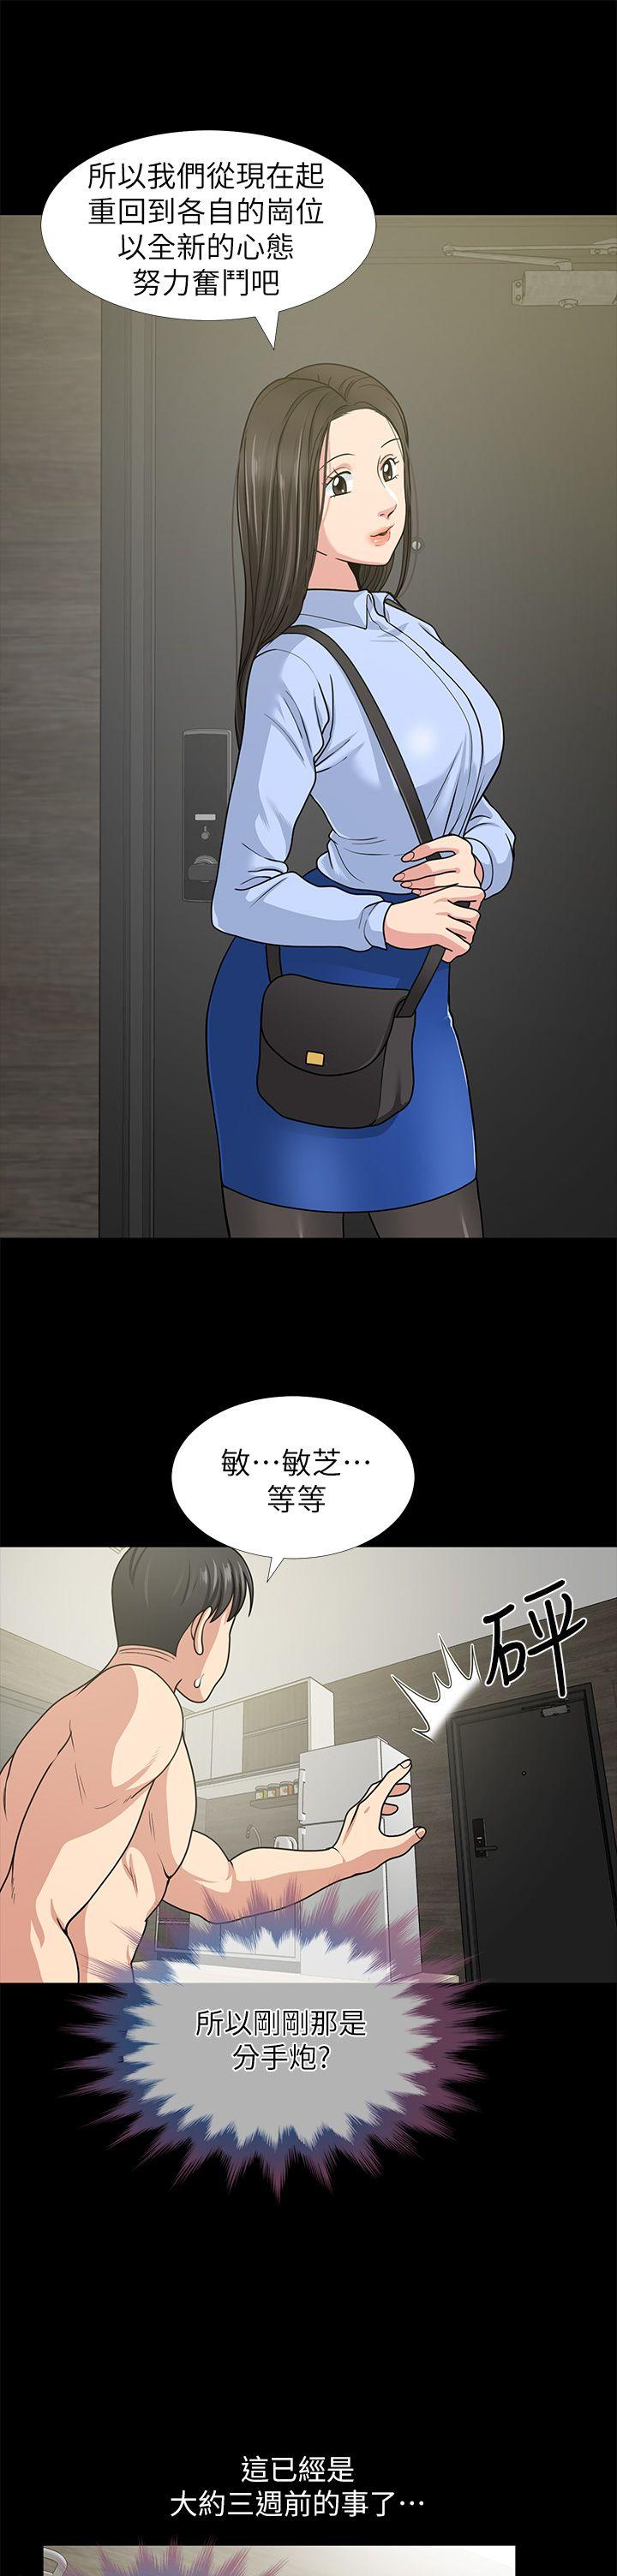 所以我們從現在起
重回到各自的崗位
以全新的心態
努力奮鬥吧
敏⋯敏芝⋯
等等
砰
所以剛剛那是
分手炮?
這已經是
大約三週前的事了⋯